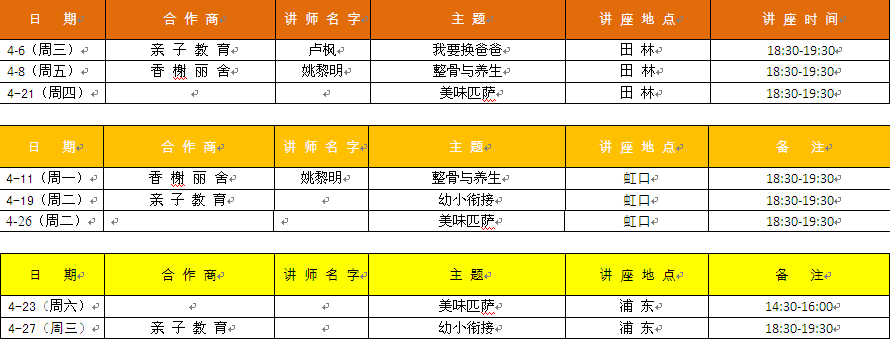 日 期 合 作 商 讲 师 名 字 主 题 讲 座 地 点 讲 座 时 间
4-6（周三） 亲 子 教 育 卢枫 我要换爸爸 田 林 18:30-19:30
4-8（周五） 香 榭 丽 舍 姚黎明 整骨与养生 田 林 18:30-19:30
4-21（周四） 美味匹萨 田 林 18:30-19:30
日 期 合 作 商 讲 师 名 字 主 题 讲 座 地 点 备 注
4-11（周一） 香 榭 丽 舍 姚黎明 整骨与养生 虹口 18:30-19:30
4-19（周二） 亲 子 教 育 幼小衔接 虹口 18:30-19:30
4-26（周二） 美味匹萨 虹口 18:30-19:30
日 期 合 作 商 讲 师 名 字 主 题 讲 座 地 点 备 注
4-23（周六） 美味匹萨 浦 东 14:30-16:00
4-27（周三） 亲 子 教 育 幼小衔接 浦 东 18:30-19:30